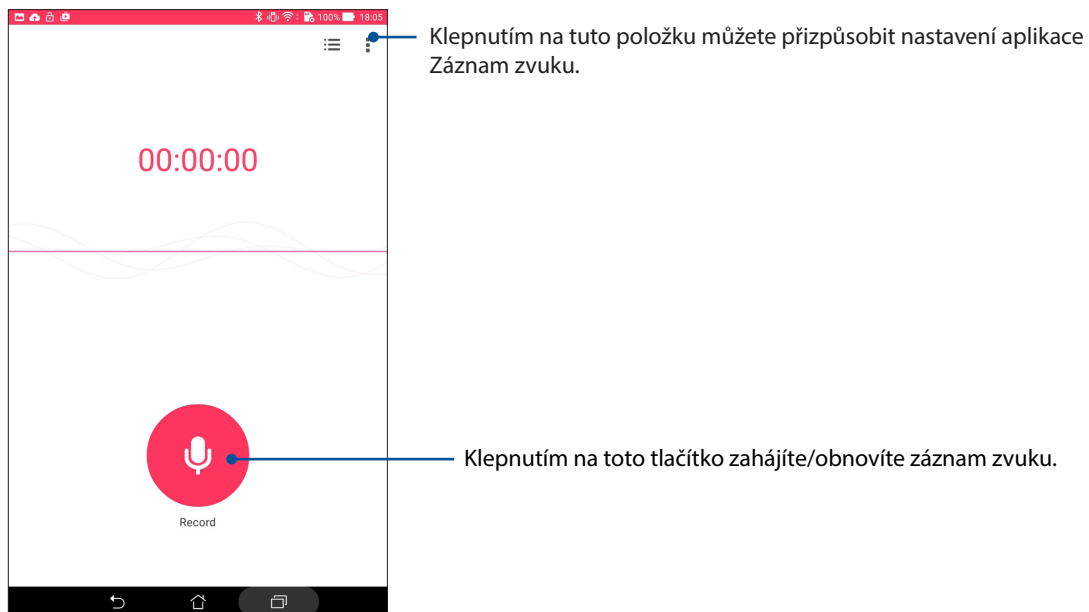 100% 18:05
Klepnutím na tuto položku můžete přizpůsobit nastavení aplikace
Záznam zvuku.
00:00:00
Klepnutím na toto tlačítko zahájíte/obnovíte záznam zvuku.
Record